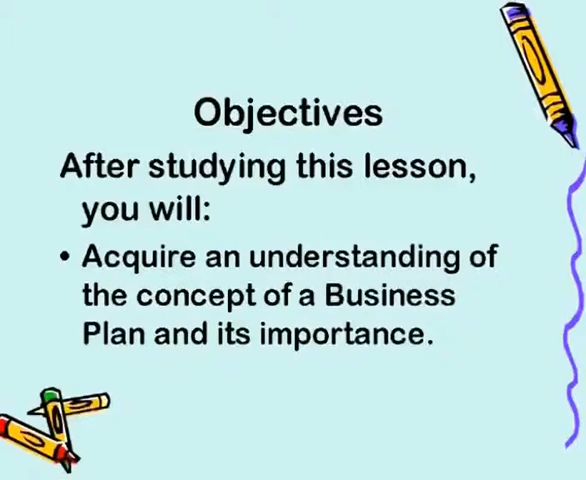 Objectives
After studying this lesson,
you will:
• Acquire an understanding of
the concept of a Business
Plan and its importance.